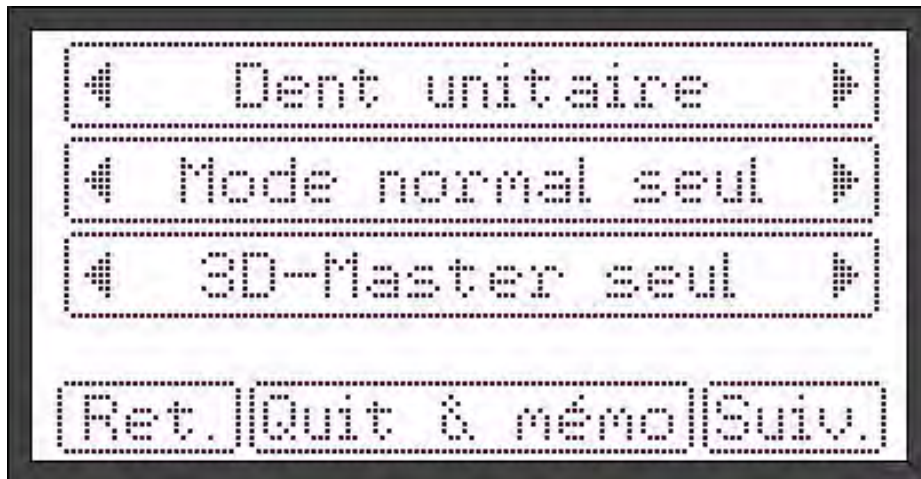 Dent unitaire
Mode normal seul
3D-Master seul
Ret. Quit & mémo Suiv.